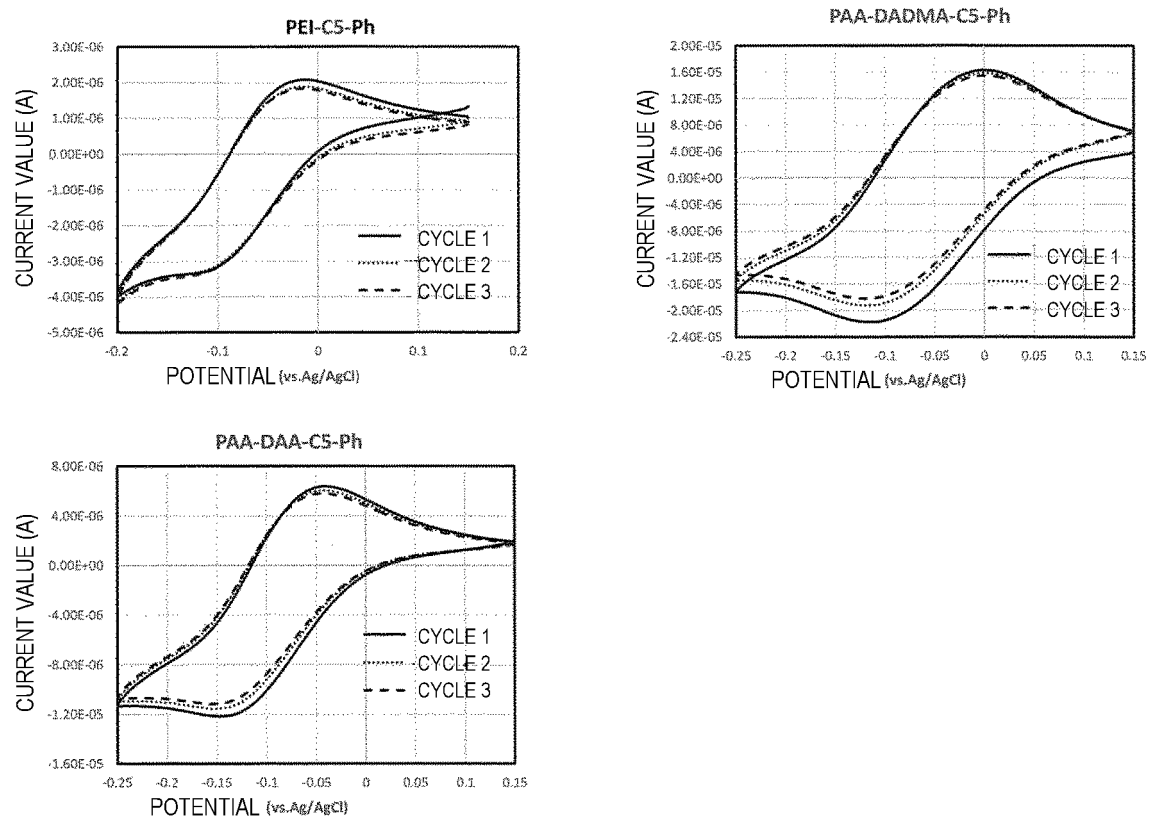 PEI-C5-Ph
3.00E-06
2.00E-06
1.00E-06
0.00E+00
-1.00E-06
-2.00E-06
-3.00E-06
-4.00E-05
-5.00E-06
CURRENT VALUE (A)
CYCLE 1
CYCLE 2
CYCLE 3
-0.2 -0.1 0 0.1 0.2
POTENTIAL (vs.Ag/AgCl)
PAA-DADMA-C5-Ph
2.00E-05
1.60E-05
1.20E-05
8.00E-06
4.00E-06
0.00E+00
-4.00E-06
-8.00E-06
-1.20E-05
-1.60E-05
-2.00E-05
-2.40E-05
CURRENT VALUE (A)
CYCLE 1
CYCLE 2
CYCLE 3
-0.25 -0.2 -0.15 -0.1 -0.05 0 0.05 0.1 0.15
POTENTIAL (vs.Ag/AgCl)
PAA-DAA-C5-Ph
8.00E-06
4.00E-06
0.00E+00
-4.00E-06
-8.00E-06
-1.20E-05
-1.60E-05
CURRENT VALUE (A)
CYCLE 1
CYCLE 2
CYCLE 3
-0.25 -0.2 -0.15 -0.1 -0.05 0 0.05 0.1 0.15
POTENTIAL (vs.Ag/AgCl)